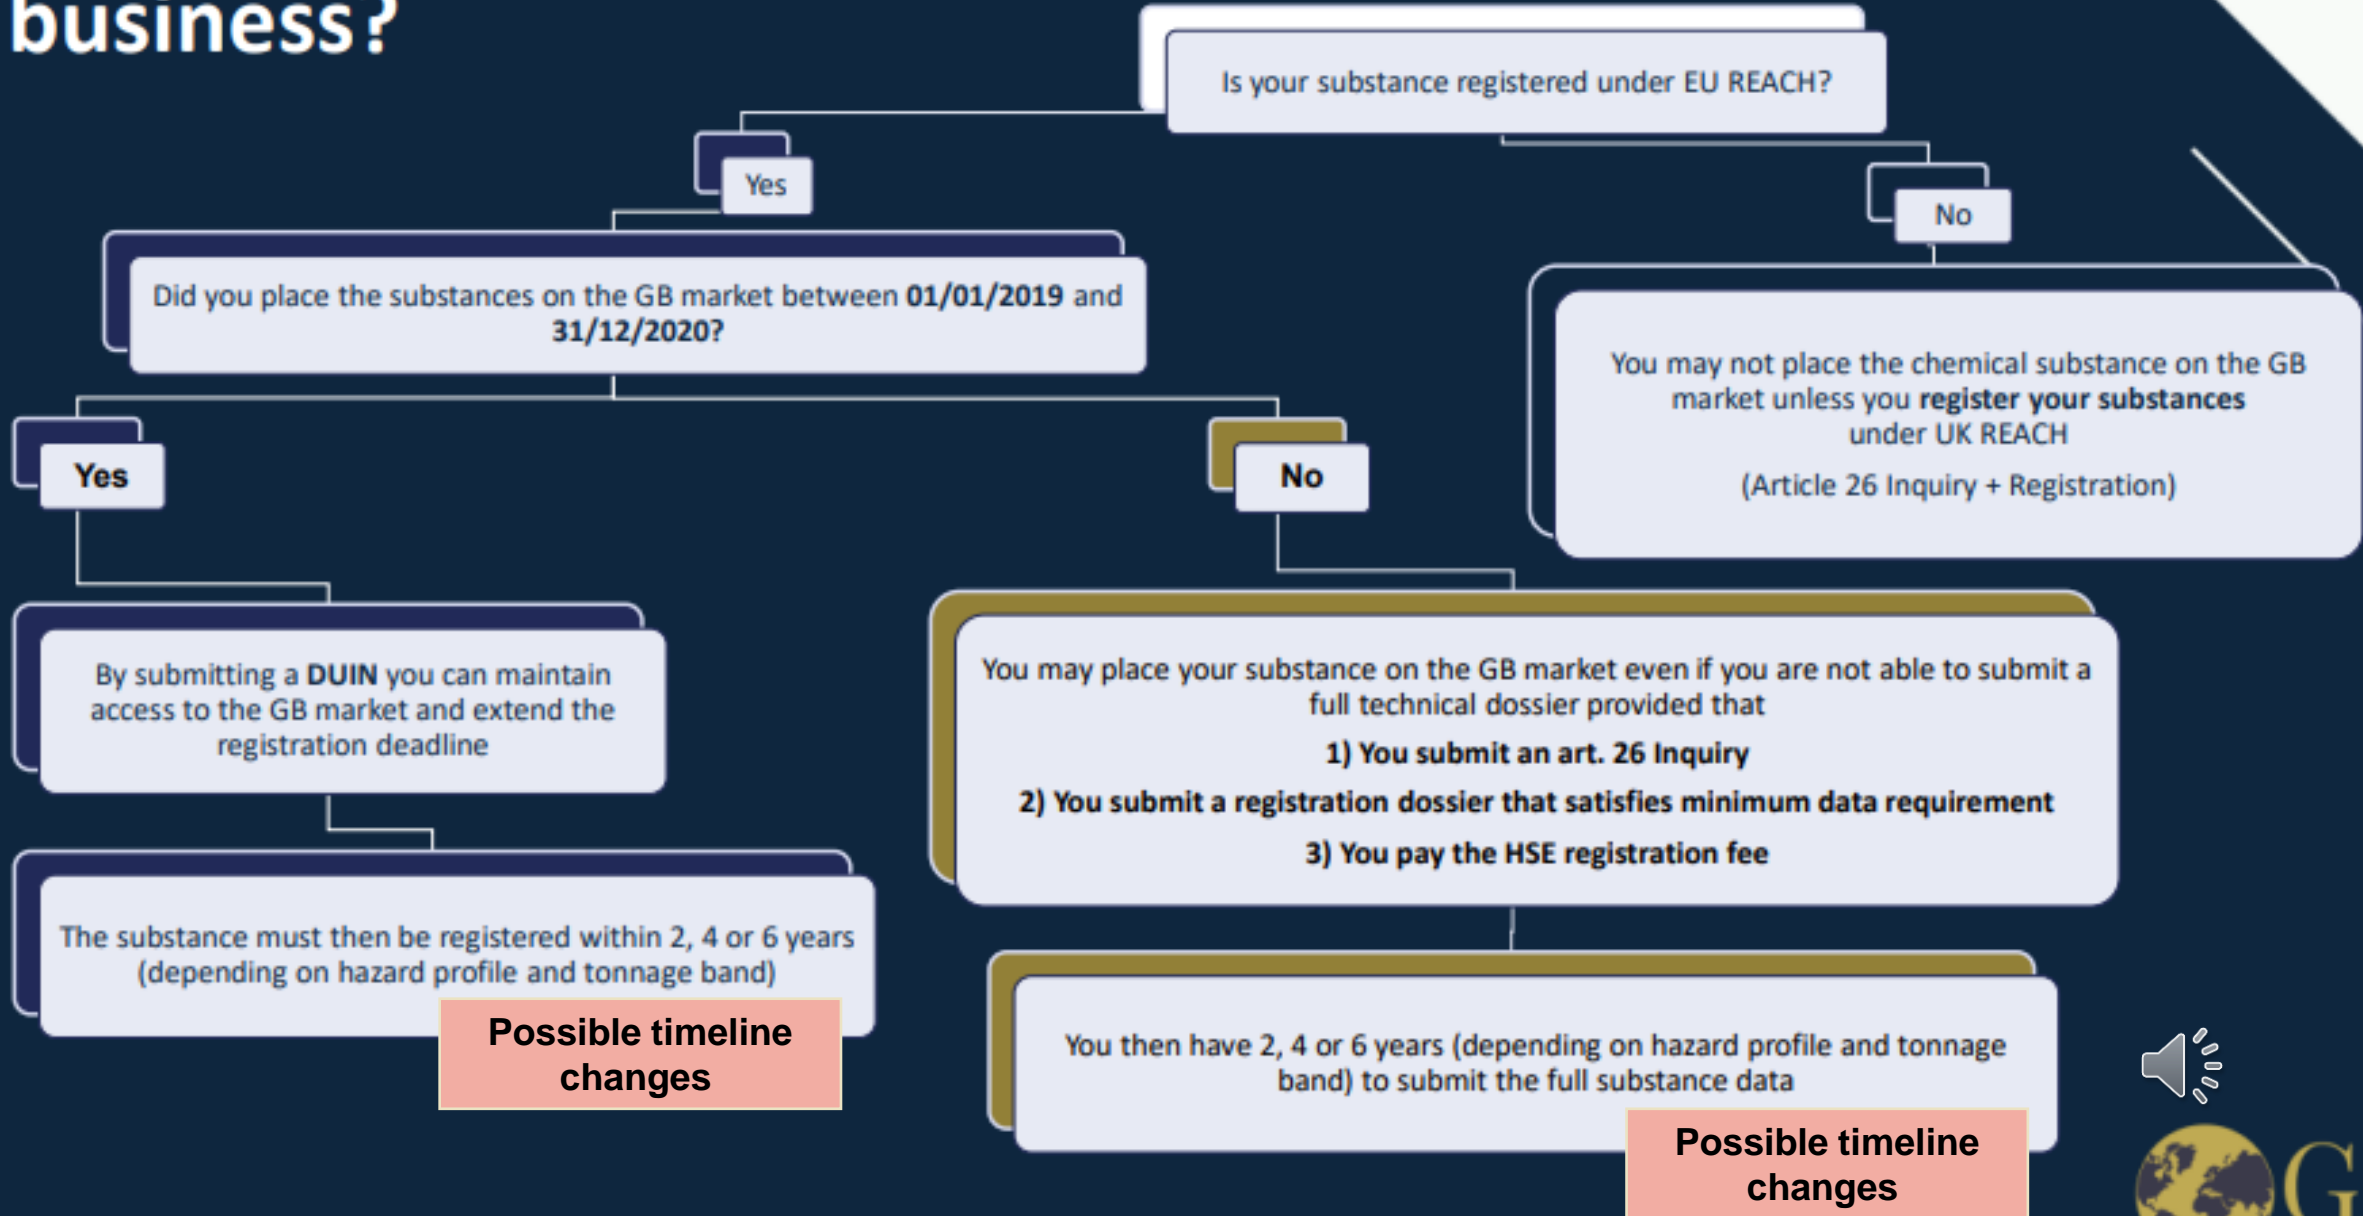 business?
Is your substance registered under EU REACH?
Yes
No
Did you place the substances on the GB market between 01/01/2019 and
31/12/2020?
You may not place the chemical substance on the GB
market unless you register your substances
under UK REACH
(Article 26 Inquiry + Registration)
Yes
No
By submitting a DUIN you can maintain
access to the GB market and extend the
registration deadline
You may place your substance on the GB market even if you are not able to submit a
full technical dossier provided that
1) You submit an art. 26 Inquiry
2) You submit a registration dossier that satisfies minimum data requirement
3) You pay the HSE registration fee
The substance must then be registered within 2, 4 or 6 years
(depending on hazard profile and tonnage band)
Possible timeline
changes
You then have 2, 4 or 6 years (depending on hazard profile and tonnage
band) to submit the full substance data
Possible timeline
changes
G